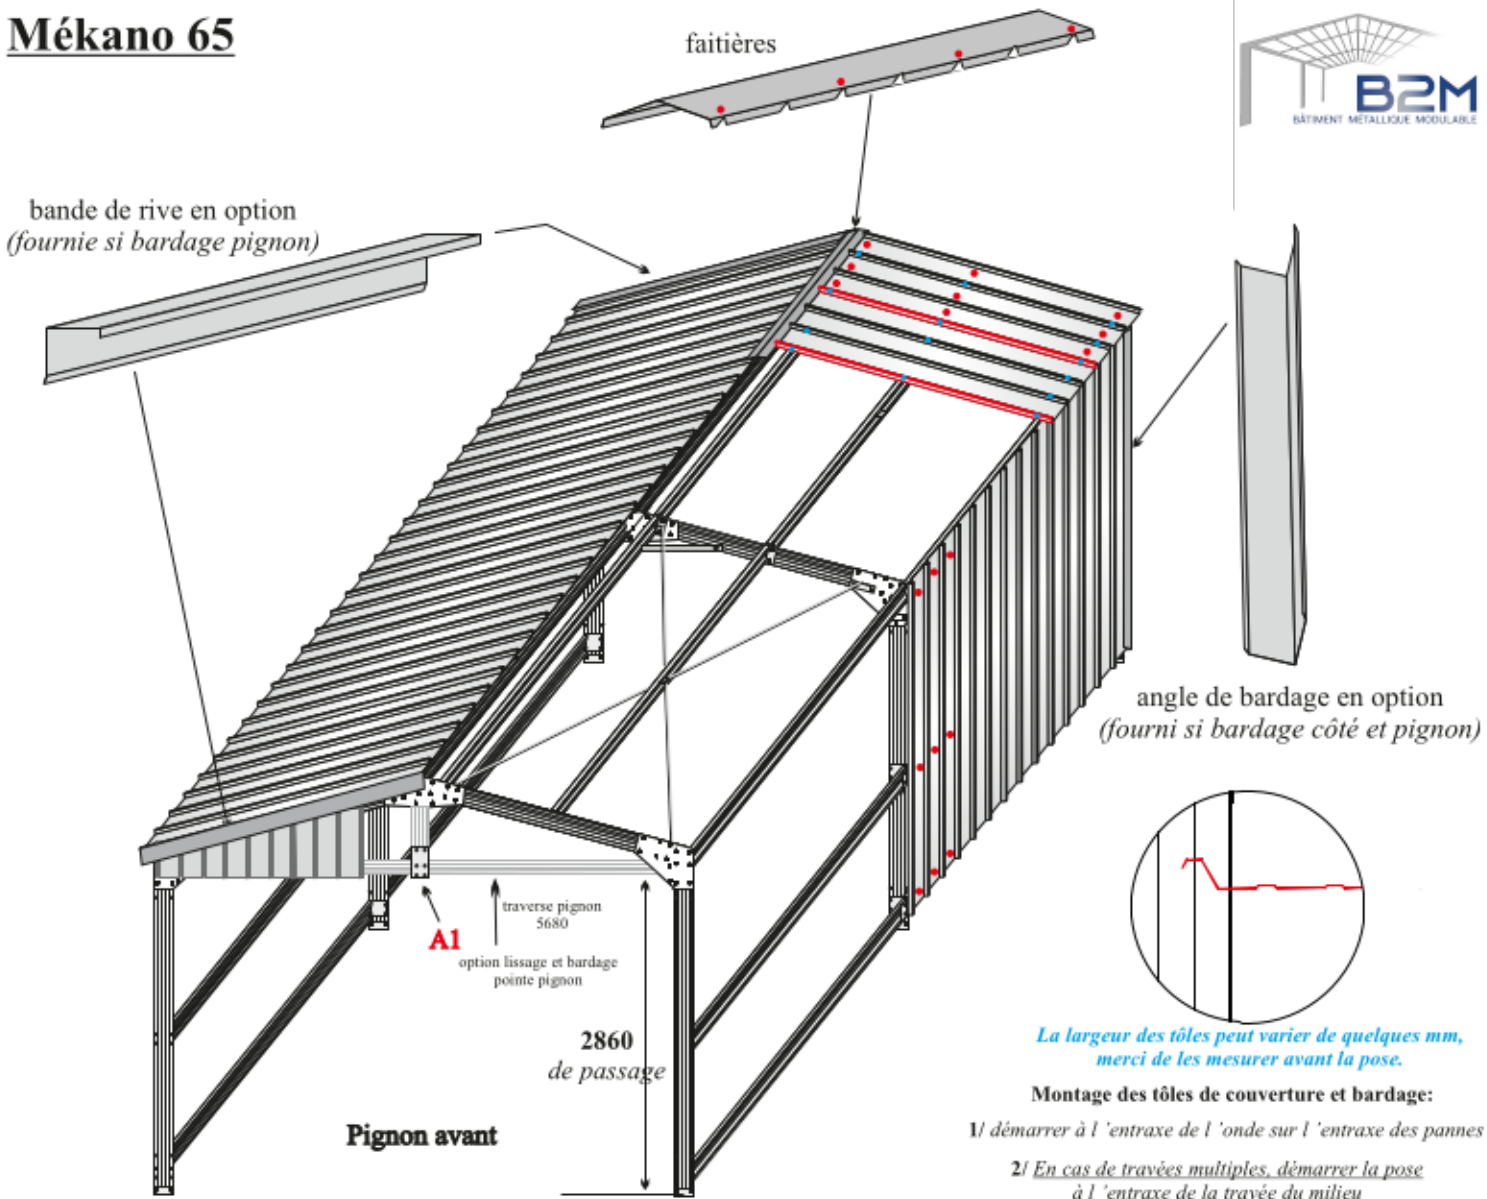 Mékano 65
faitières
B2M
BÂTIMENT MÉTALLIQUE MODULABLE
bande de rive en option
(fournie si bardage pignon)
angle de bardage en option
(fourni si bardage côté et pignon)
traverse pignon
5680
A1
option lissage et bardage
pointe pignon
2860
de passage
Pignon avant
La largeur des tôles peut varier de quelques mm,
merci de les mesurer avant la pose.
Montage des tôles de couverture et bardage:
1/ démarrer à l 'entraxe de l 'onde sur l 'entraxe des pannes
2/ En cas de travées multiples, démarrer la pose
à l 'entraxe de la travée du milieu